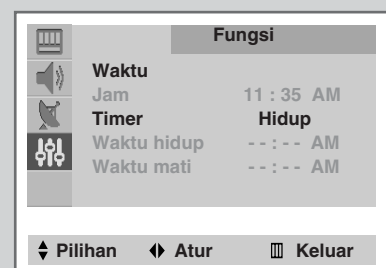 Fungsi
Waktu
Jam 11 : 35 AM
Timer Hidup
Waktu hidup - - : - - AM
Waktu mati - - : - - AM
Pilihan Atur Keluar